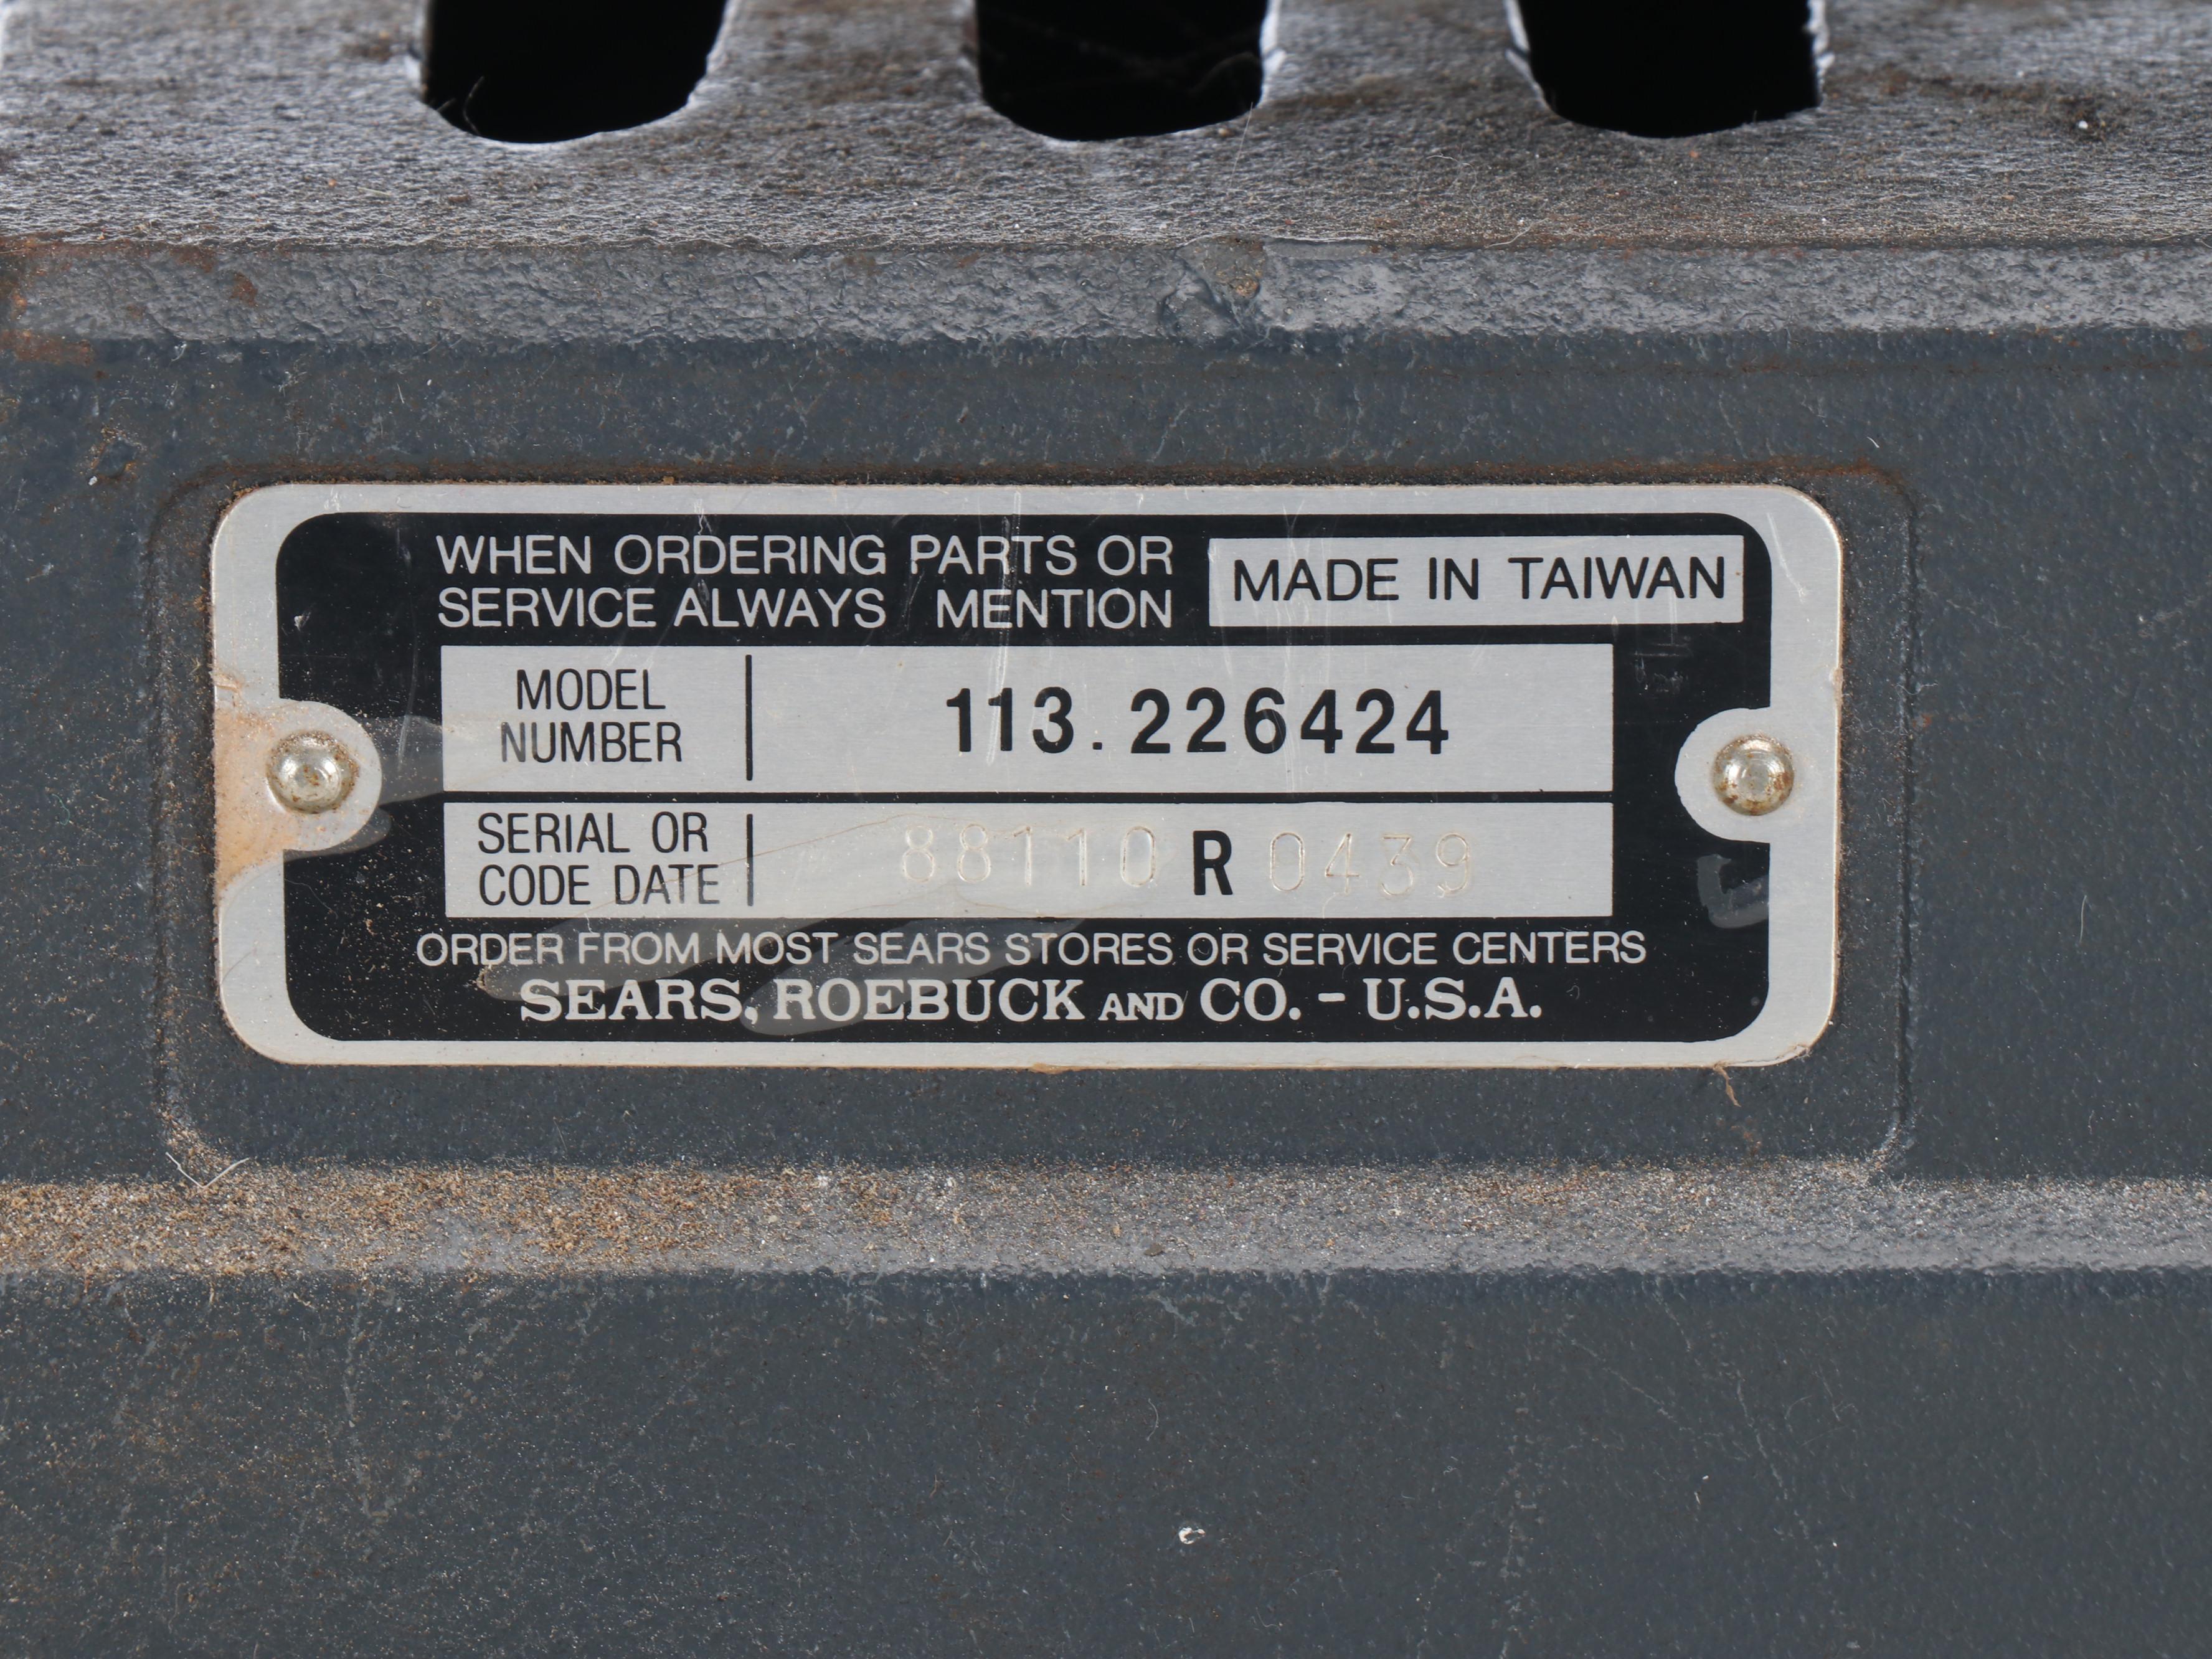 WHEN ORDERING PARTS OR
SERVICE ALWAYS MENTION
MADE IN TAIWAN
MODEL
NUMBER
113.226424
SERIAL OR
CODE DATE
88110 R 0439
ORDER FROM MOST SEARS STORES OR SERVICE CENTERS
SEARS, ROEBUCK AND CO. - U.S.A.